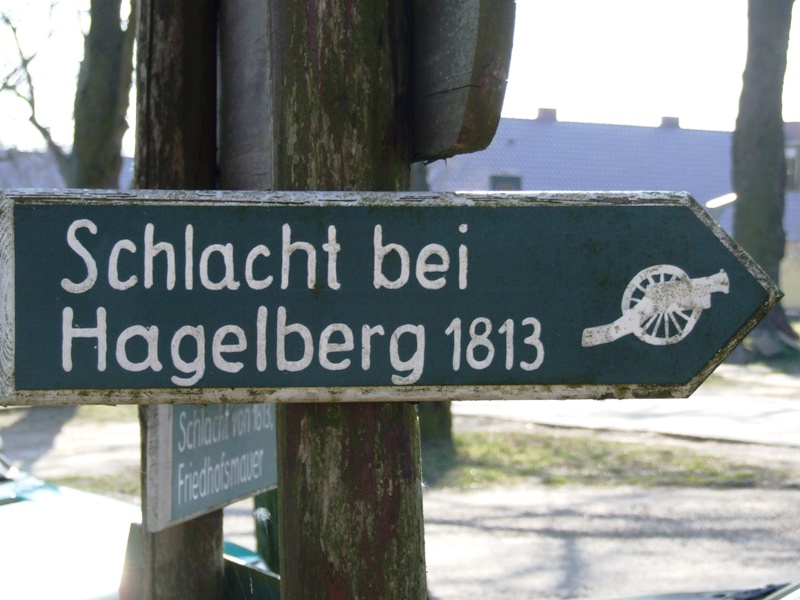 Schlacht bei
Hagelberg 1813
Schlacht von 1813,
Friedhofsmauer